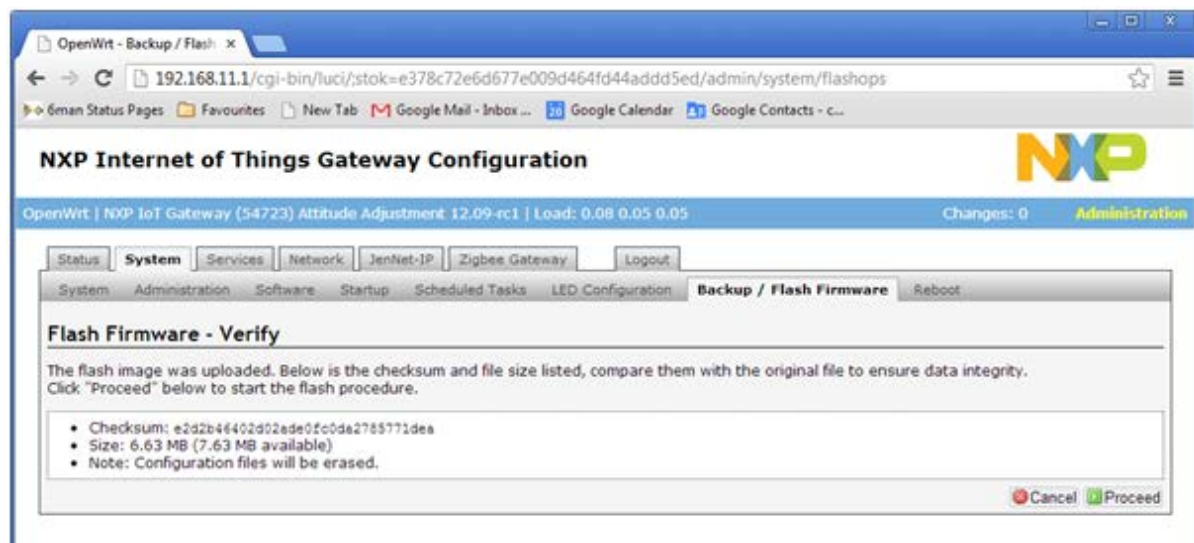 OpenWrt - Backup / Flash
192.168.11.1/cgi-bin/luci/;stok=e378c72e6d677e009d464fd44addd5ed/admin/system/flashops
6man Status Pages Favourites New Tab Google Mail - Inbox ... Google Calendar Google Contacts - c...
NXP Internet of Things Gateway Configuration
NXP
OpenWrt | NXP IoT Gateway (54723) Attitude Adjustment 12.09-rc1 | Load: 0.08 0.05 0.05 Changes: 0 Administration
Status System Services Network JenNet-IP Zigbee Gateway Logout
System Administration Software Startup Scheduled Tasks LED Configuration Backup / Flash Firmware Reboot
Flash Firmware - Verify
The flash image was uploaded. Below is the checksum and file size listed, compare them with the original file to ensure data integrity.
Click "Proceed" below to start the flash procedure.
• Checksum: e2d2b46402d02ade0fc0da2785771dea
• Size: 6.63 MB (7.63 MB available)
• Note: Configuration files will be erased.
Cancel Proceed